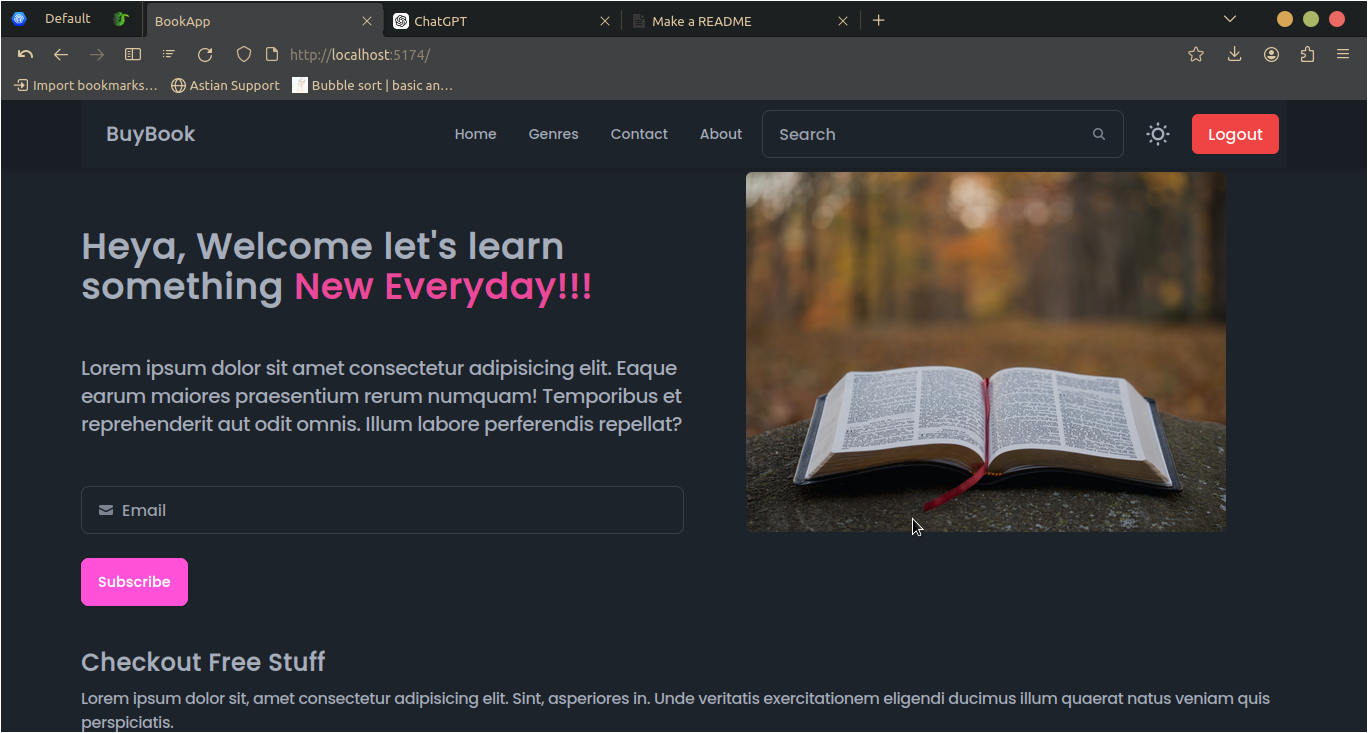 Default
BookApp
ChatGPT
Make a README
http://localhost:5174/
Import bookmarks...
Astian Support
Bubble sort | basic an...
BuyBook
Home
Genres
Contact
About
Search
Logout
Heya, Welcome let's learn
something New Everyday!!!
Lorem ipsum dolor sit amet consectetur adipisicing elit. Eaque
earum maiores praesentium rerum numquam! Temporibus et
reprehenderit aut odit omnis. Illum labore perferendis repellat?
Email
Subscribe
Checkout Free Stuff
Lorem ipsum dolor sit, amet consectetur adipisicing elit. Sint, asperiores in. Unde veritatis exercitationem eligendi ducimus illum quaerat natus veniam quis
perspiciatis.